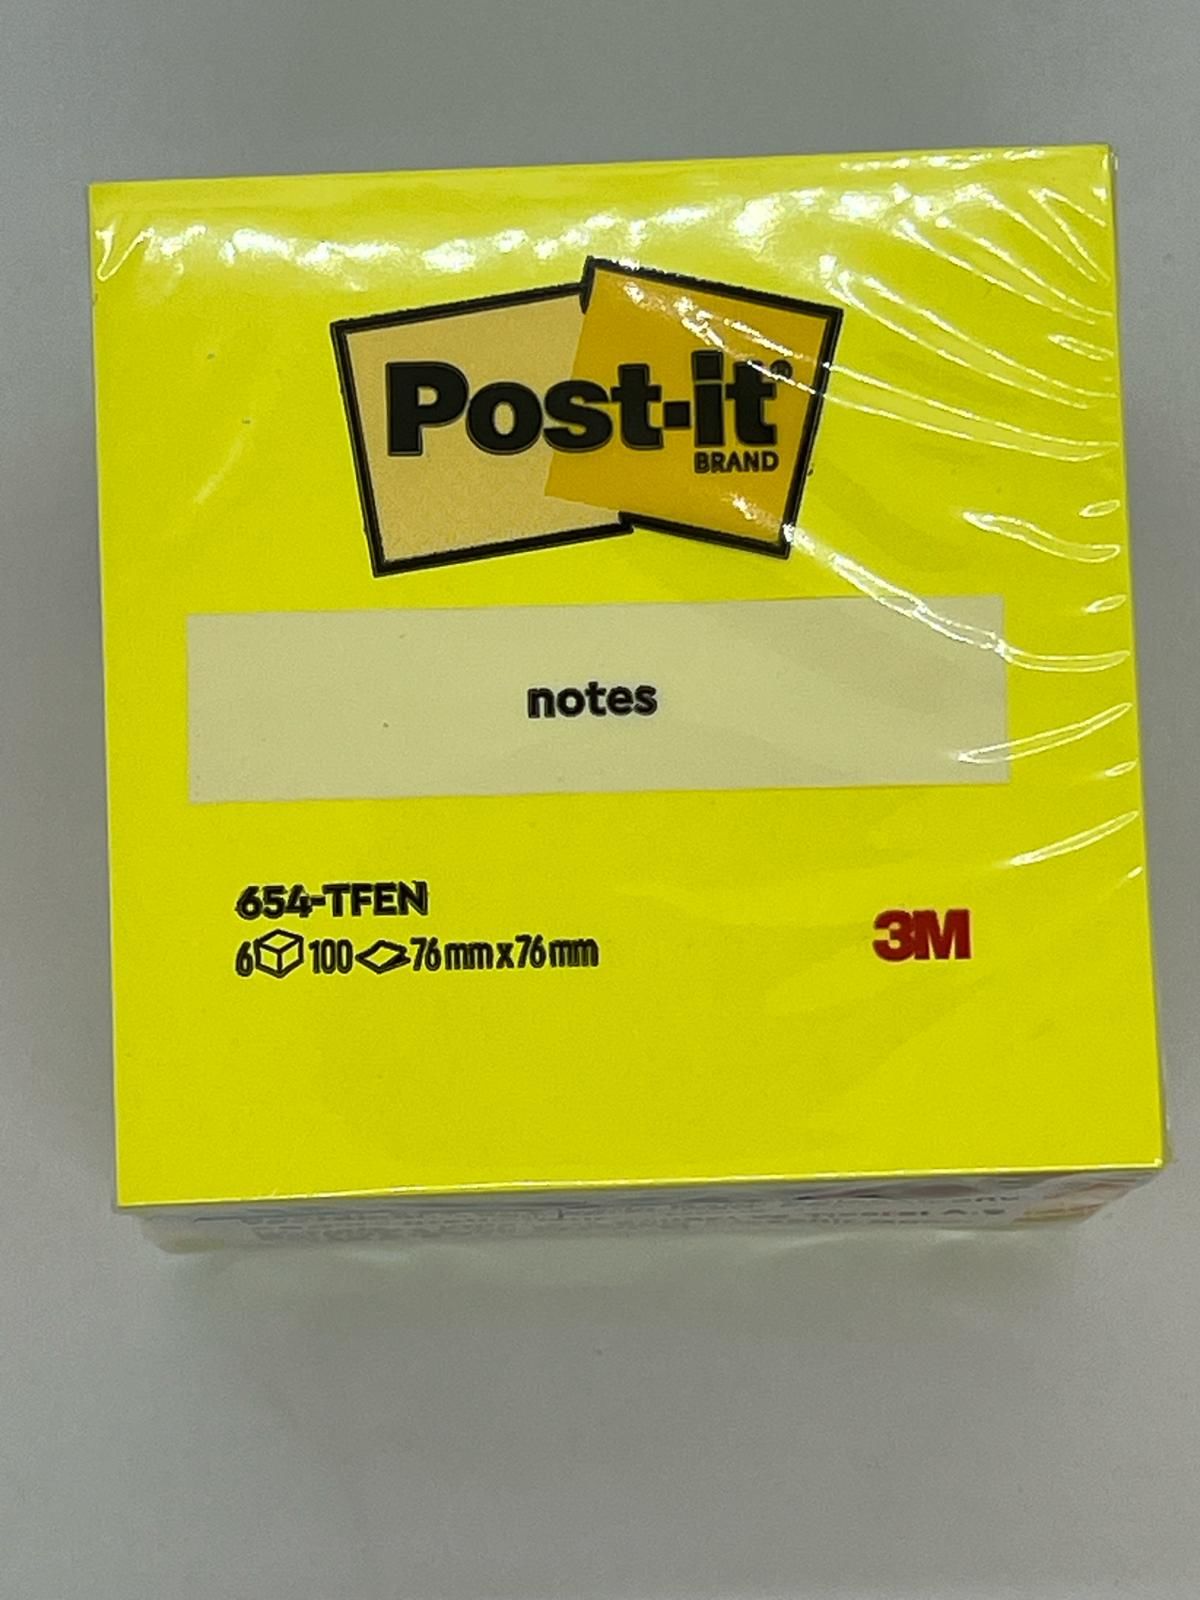 Post-it®
BRAND
notes
654-TFEN
6 100 76 mm x 76 mm
3M